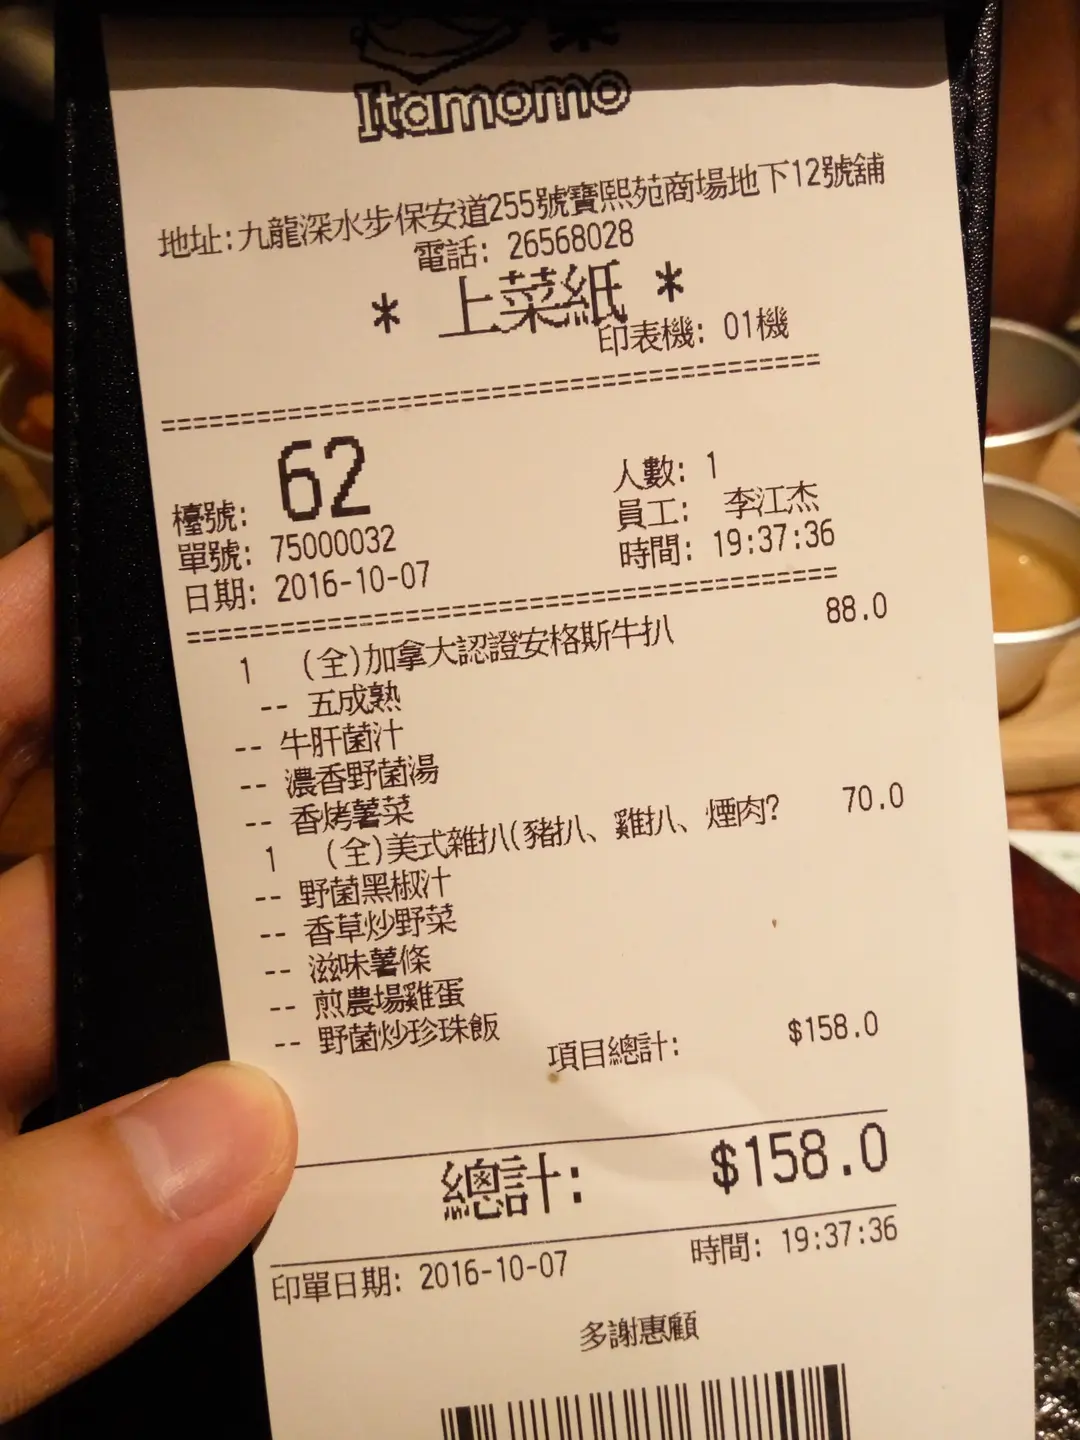 Itamomo
地址:九龍深水步保安道255號寶熙苑商場地下12號舖
電話: 26568028
* 上菜紙 *
印表機: 01機
檯號: 62 人數: 1
單號: 75000032 員工: 李江杰
日期: 2016-10-07 時間: 19:37:36
1 (全)加拿大認證安格斯牛扒 88.0
-- 五成熟
-- 牛肝菌汁
-- 濃香野菌湯
-- 香烤薯菜
1 (全)美式雜扒(豬扒、雞扒、煙肉? 70.0
-- 野菌黑椒汁
-- 香草炒野菜
-- 滋味薯條
-- 煎農場雞蛋
-- 野菌炒珍珠飯
項目總計: $158.0
總計: $158.0
印單日期: 2016-10-07 時間: 19:37:36
多謝惠顧